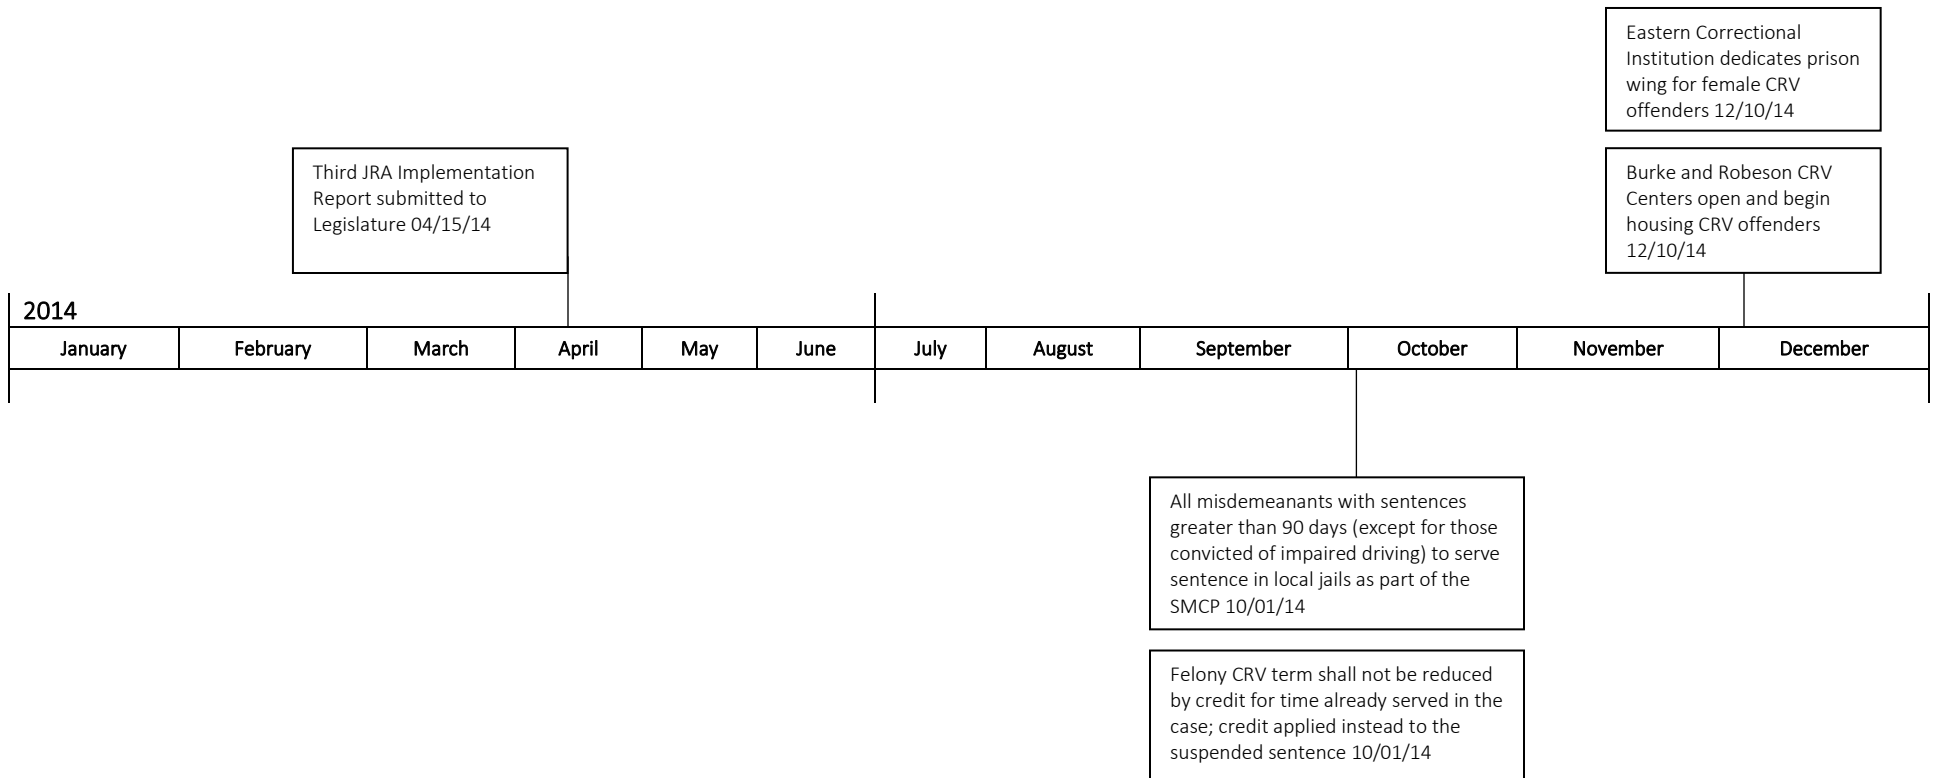 Eastern Correctional
Institution dedicates prison
wing for female CRV
offenders 12/10/14
Third JRA Implementation
Report submitted to
Legislature 04/15/14
Burke and Robeson CRV
Centers open and begin
housing CRV offenders
12/10/14
2014
January February March April May June July August September October November December
All misdemeanants with sentences
greater than 90 days (except for those
convicted of impaired driving) to serve
sentence in local jails as part of the
SMCP 10/01/14
Felony CRV term shall not be reduced
by credit for time already served in the
case; credit applied instead to the
suspended sentence 10/01/14